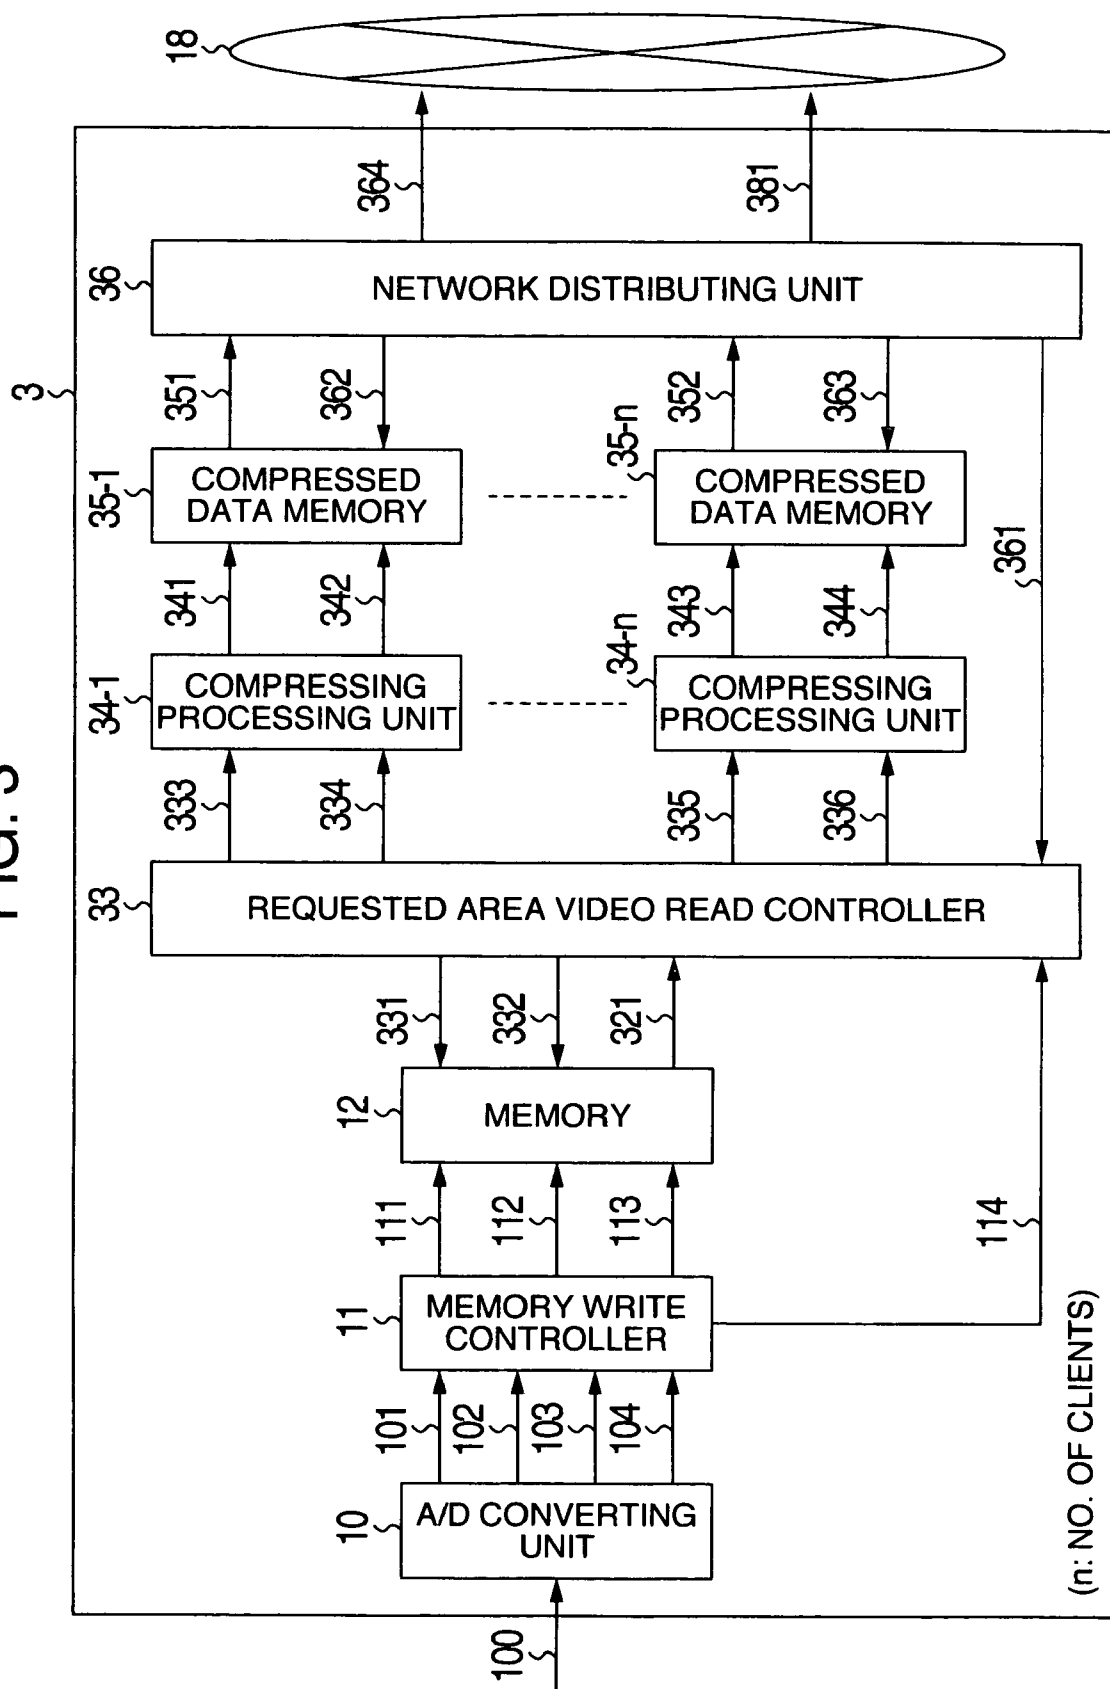 FIG.
3
18
33
34-1
35-1
36
333
341
351
COMPRESSING
PROCESSING UNIT
COMPRESSED
DATA MEMORY
334
342
362
364
10
11
12
101
111
331
A/D CONVERTING
UNIT
MEMORY WRITE
CONTROLLER
MEMORY
REQUESTED AREA VIDEO READ CONTROLLER
NETWORK DISTRIBUTING UNIT
102
112
332
100
103
113
321
104
34-n
35-n
335
343
352
COMPRESSING
PROCESSING UNIT
COMPRESSED
DATA MEMORY
381
336
344
363
114
361
(n: NO. OF CLIENTS)